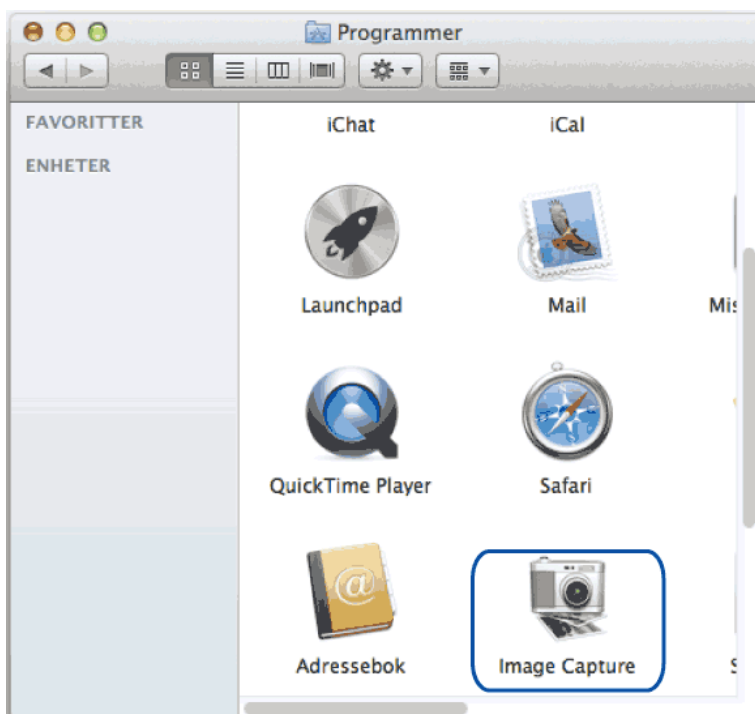 Programmer
FAVORITTER
ENHETER
iChat
iCal
Launchpad
Mail
QuickTime Player
Safari
Adressebok
Image Capture